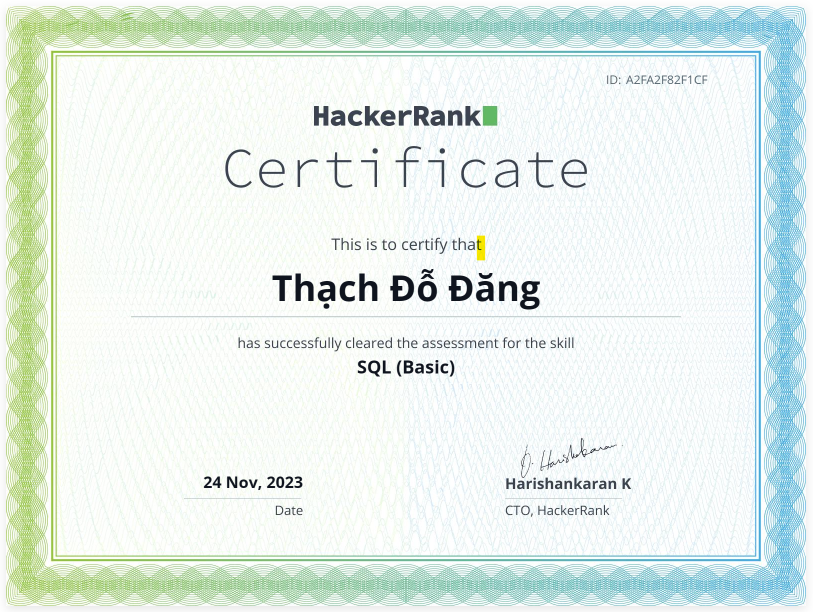 ID: A2FA2F82F1CF
HackerRank
Certificate
This is to certify that
Thạch Đỗ Đăng
has successfully cleared the assessment for the skill
SQL (Basic)
24 Nov, 2023
Date
Harishankaran K
CTO, HackerRank